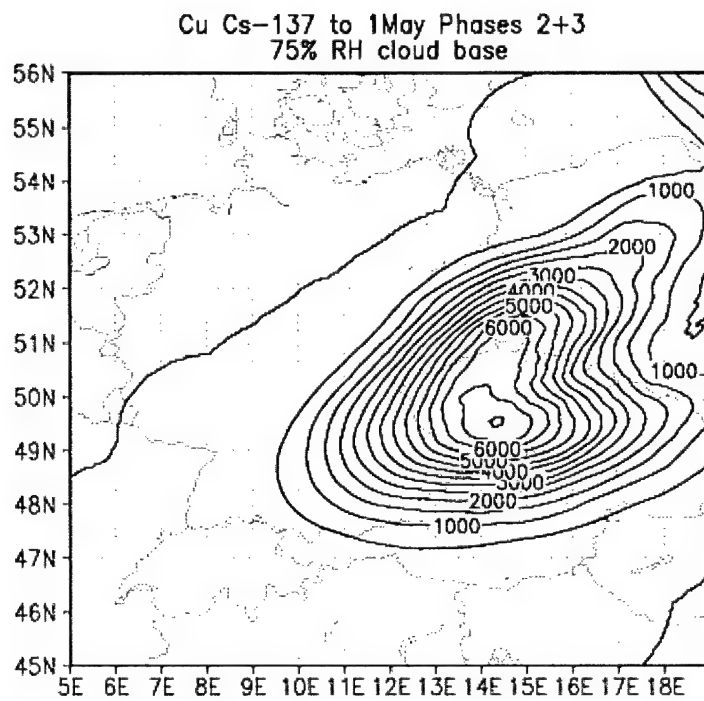 Cu Cs-137 to 1May Phases 2+3
75% RH cloud base
56N
55N
54N
1000
53N
2000
52N
3000
4000
5000
51N
6000
1000
50N
49N
6000
5000
4000
3000
48N
2000
1000
47N
46N
45N
5E 6E 7E 8E 9E 10E 11E 12E 13E 14E 15E 16E 17E 18E